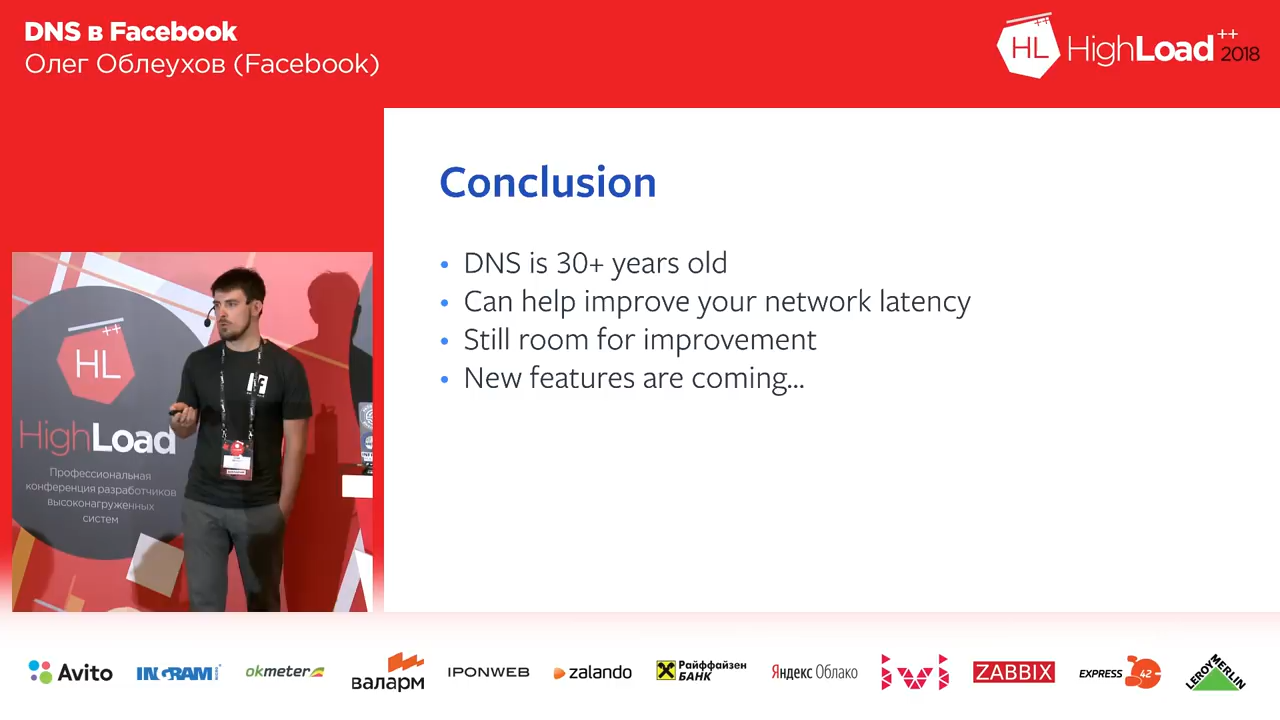 DNS в Facebook
Олег Облеухов (Facebook)
HL
HighLoad++
2018
Conclusion
• DNS is 30+ years old
• Can help improve your network latency
• Still room for improvement
• New features are coming...
++
HL
HighLoad
Профессиональная
конференция разработчиков
высоконагруженных
систем
f
Avito
INGRAM
okmeter
валарм
IPONWEB
zalando
Райффайзен
БАНК
Яндекс Облако
ivi
ZABBIX
EXPRESS 42
LEROY MERLIN